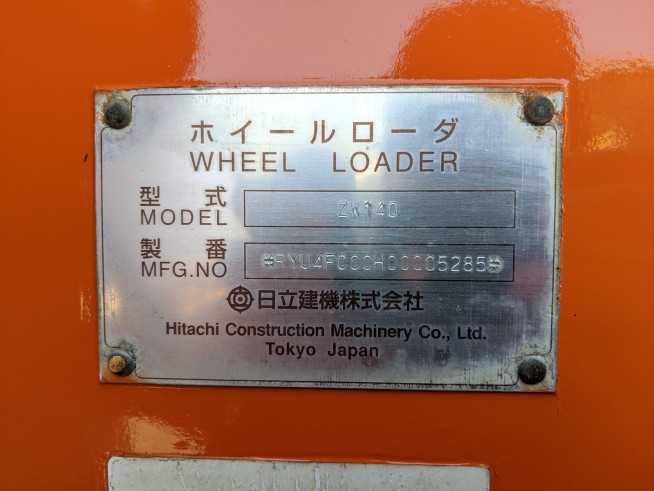 ホイールローダ
WHEEL LOADER
型式 ZW140
MODEL
製番 *RYU4FCCCHCCCC5285*
MFG.NO
日立建機株式会社
Hitachi Construction Machinery Co., Ltd.
Tokyo Japan